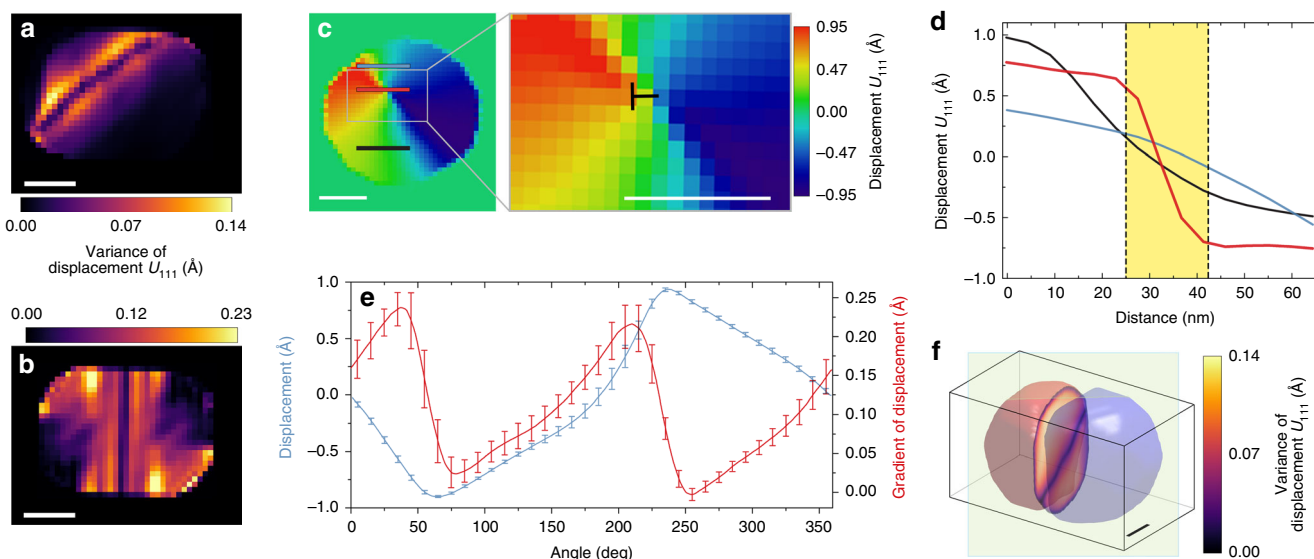 a
0.00 0.07 0.14
Variance of
displacement U111 (Å)
0.00 0.12 0.23
b
c
0.95
0.47
0.00
−0.47
−0.95
Displacement U111 (Å)
d
1.0
0.5
0.0
−0.5
−1.0
Displacement U111 (Å)
0 10 20 30 40 50 60
Distance (nm)
e
1.0
0.5
0.0
−0.5
−1.0
Displacement (Å)
0 50 100 150 200 250 300 350
Angle (deg)
0.25
0.20
0.15
0.10
0.05
0.00
Gradient of displacement (Å)
f
0.14
0.07
0.00
Variance of
displacement U111 (Å)